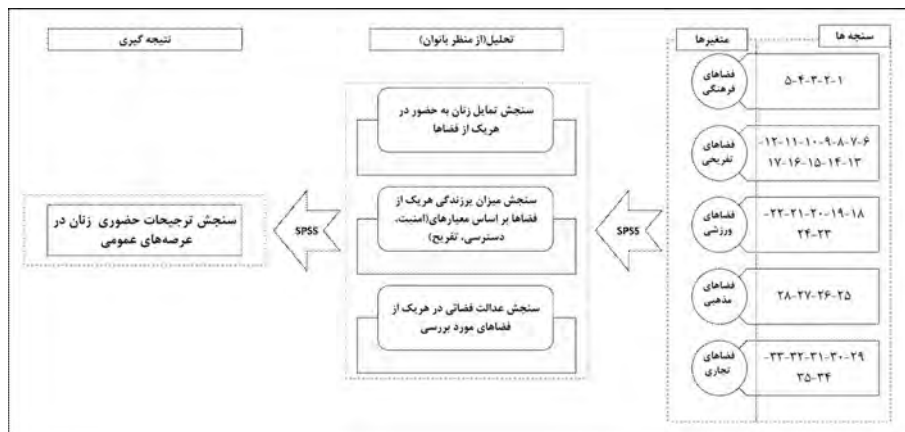 سنجه ها
متغیرها
تحلیل(از منظر بانوان)
نتیجه گیری
۱-۲-۳-۴-۵
فضاهای
فرهنگی
۶-۷-۸-۹-۱۰-۱۱-۱۲-
۱۳-۱۴-۱۵-۱۶-۱۷
فضاهای
تفریحی
۱۸-۱۹-۲۰-۲۱-۲۲-
۲۳-۲۴
فضاهای
ورزشی
۲۵-۲۶-۲۷-۲۸
فضاهای
مذهبی
۲۹-۳۰-۳۱-۳۲-۳۳-
۳۴-۳۵
فضاهای
تجاری
SPSS
سنجش تمایل زنان به حضور در
هریک از فضاها
سنجش میزان برزندگی هریک از
فضاها بر اساس معیارهای(امنیت،
دسترسی، تفریح)
سنجش عدالت فضائی در هریک از
فضاهای مورد بررسی
SPSS
سنجش ترجیحات حضوری زنان در
عرصه‌های عمومی